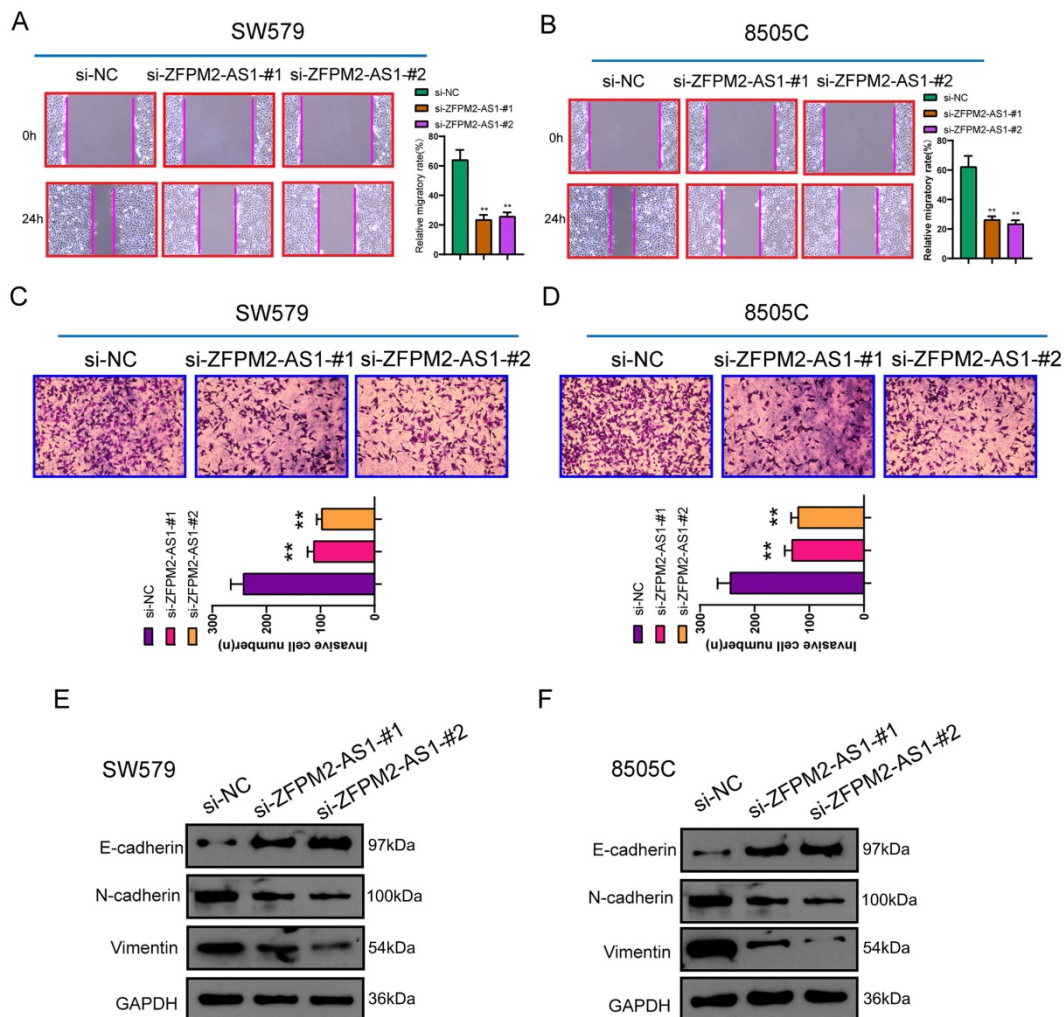 A
SW579
si-NC si-ZFPM2-AS1-#1 si-ZFPM2-AS1-#2
0h
24h
si-NC
si-ZFPM2-AS1-#1
si-ZFPM2-AS1-#2
Relative migratory rate(%)
80
60
40
20
0
** **
B
8505C
si-NC si-ZFPM2-AS1-#1 si-ZFPM2-AS1-#2
0h
24h
si-NC
si-ZFPM2-AS1-#1
si-ZFPM2-AS1-#2
Relative migratory rate(%)
80
60
40
20
0
** **
C
SW579
si-NC si-ZFPM2-AS1-#1 si-ZFPM2-AS1-#2
si-NC
si-ZFPM2-AS1-#1
si-ZFPM2-AS1-#2
**
**
300 200 100 0
Invasive cell number(n)
D
8505C
si-NC si-ZFPM2-AS1-#1 si-ZFPM2-AS1-#2
si-NC
si-ZFPM2-AS1-#1
si-ZFPM2-AS1-#2
**
**
300 200 100 0
Invasive cell number(n)
E
SW579
si-NC si-ZFPM2-AS1-#1 si-ZFPM2-AS1-#2
E-cadherin 97kDa
N-cadherin 100kDa
Vimentin 54kDa
GAPDH 36kDa
F
8505C
si-NC si-ZFPM2-AS1-#1 si-ZFPM2-AS1-#2
E-cadherin 97kDa
N-cadherin 100kDa
Vimentin 54kDa
GAPDH 36kDa